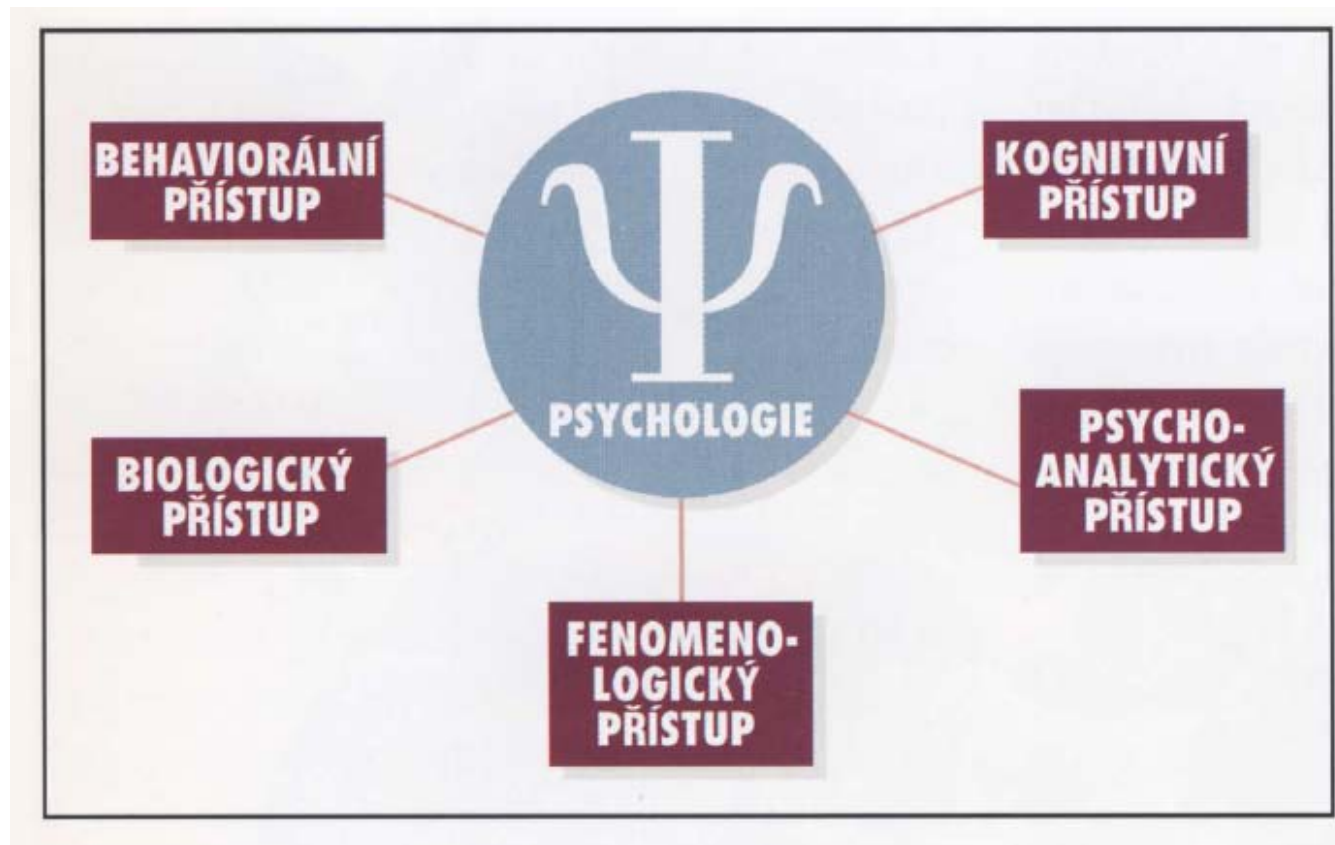 BEHAVIORÁLNÍ
PŘÍSTUP
KOGNITIVNÍ
PŘÍSTUP
Ψ
PSYCHOLOGIE
BIOLOGICKÝ
PŘÍSTUP
PSYCHO-
ANALYTICKÝ
PŘÍSTUP
FENOMENO-
LOGICKÝ
PŘÍSTUP